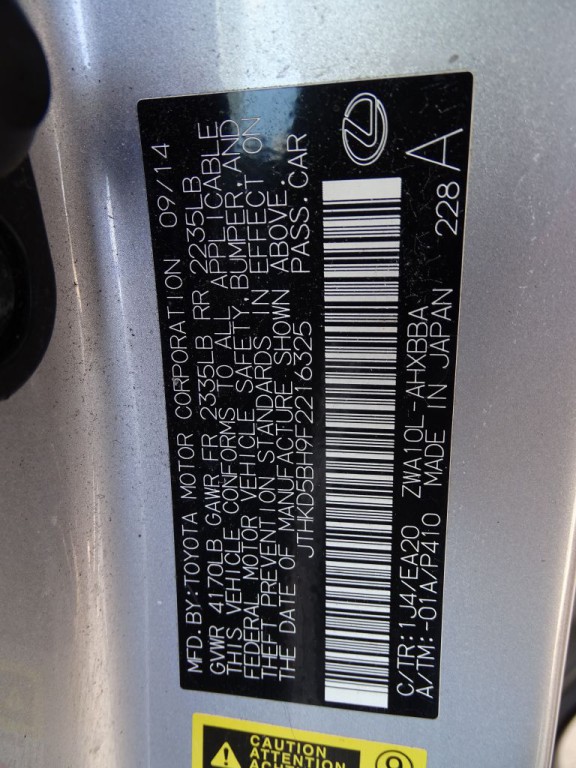 MFD.BY:TOYOTA MOTOR CORPORATION 09/14
GVWR 4170LB GAWR FR 2335LB RR 2235LB
THIS VEHICLE CONFORMS TO ALL APPLICABLE
FEDERAL MOTOR VEHICLE SAFETY, BUMPER, AND
THEFT PREVENTION STANDARDS IN EFFECT ON
THE DATE OF MANUFACTURE SHOWN ABOVE.
JTHKD5BH9F2216325 PASS.CAR
C/TR:1J4/EA20 ZWA10L-AHXBBA 228A
A/TM:-01A/P410 MADE IN JAPAN
CAUTION
ATTENTION